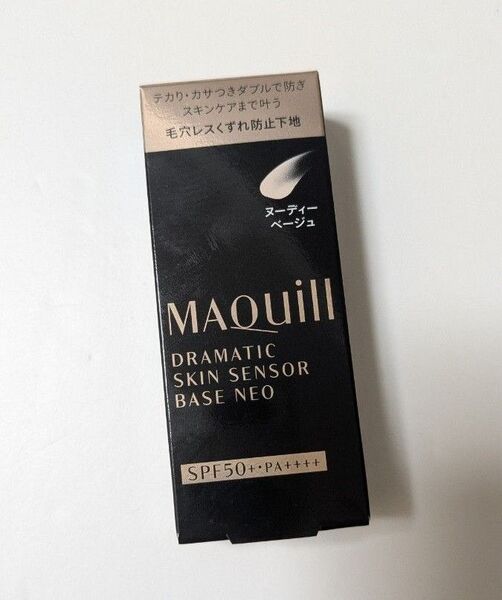 テカリ・カサつきダブルで防ぎ
スキンケアまで叶う
毛穴レスくずれ防止下地
ヌーディー
ベージュ
MAQuill
DRAMATIC
SKIN SENSOR
BASE NEO
SPF50+・PA++++